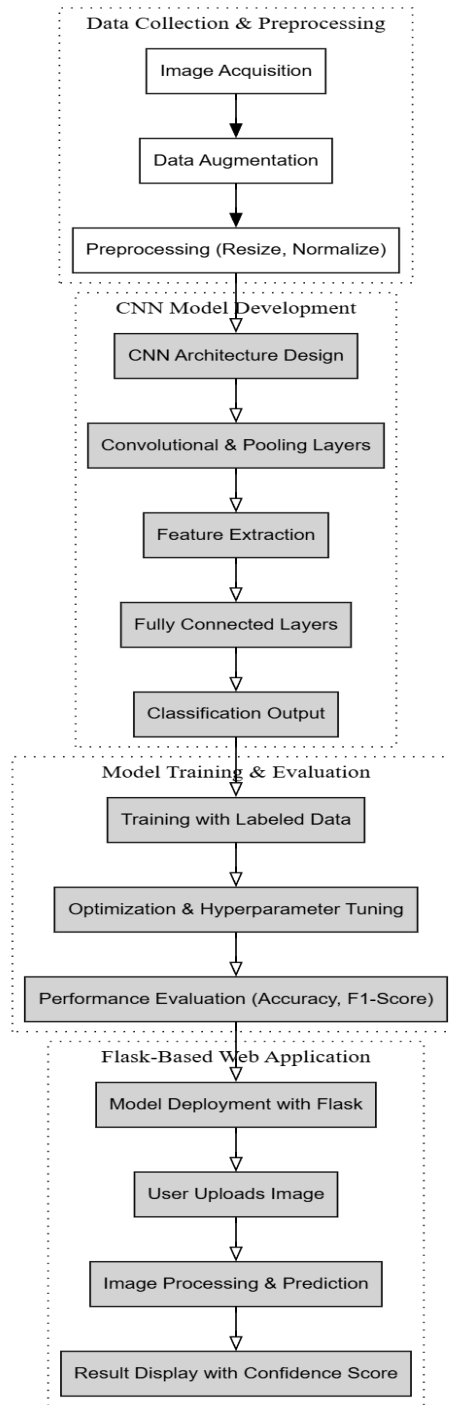 Data Collection & Preprocessing
Image Acquisition
Data Augmentation
Preprocessing (Resize, Normalize)
CNN Model Development
CNN Architecture Design
Convolutional & Pooling Layers
Feature Extraction
Fully Connected Layers
Classification Output
Model Training & Evaluation
Training with Labeled Data
Optimization & Hyperparameter Tuning
Performance Evaluation (Accuracy, F1-Score)
Flask-Based Web Application
Model Deployment with Flask
User Uploads Image
Image Processing & Prediction
Result Display with Confidence Score